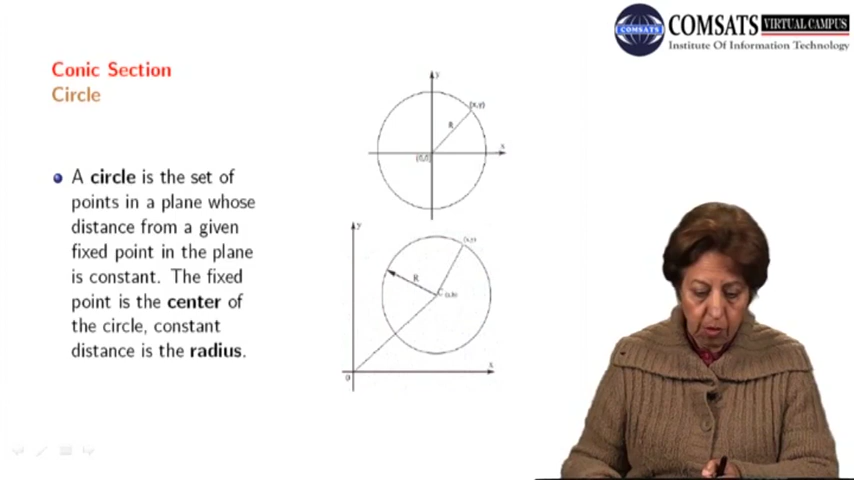 COMSATS VIRTUAL CAMPUS
COMSATS
Institute Of Information Technology
Conic Section
Circle
A circle is the set of
points in a plane whose
distance from a given
fixed point in the plane
is constant. The fixed
point is the center of
the circle, constant
distance is the radius.
y
(x,y)
R
x
(0,0)
y
(x,y)
R
C
x
0